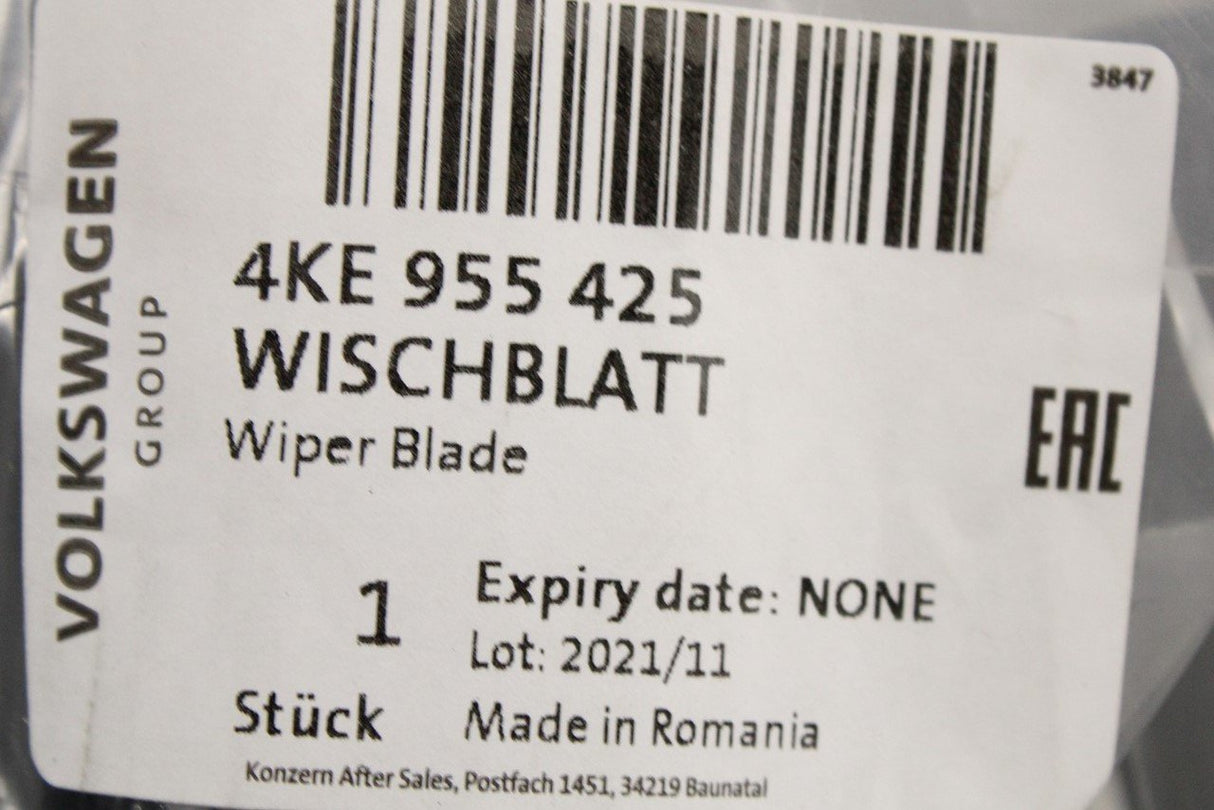 3847
VOLKSWAGEN
GROUP
4KE 955 425
WISCHBLATT
Wiper Blade
EAC
1
Stück
Expiry date: NONE
Lot: 2021/11
Made in Romania
Konzern After Sales, Postfach 1451, 34219 Baunatal